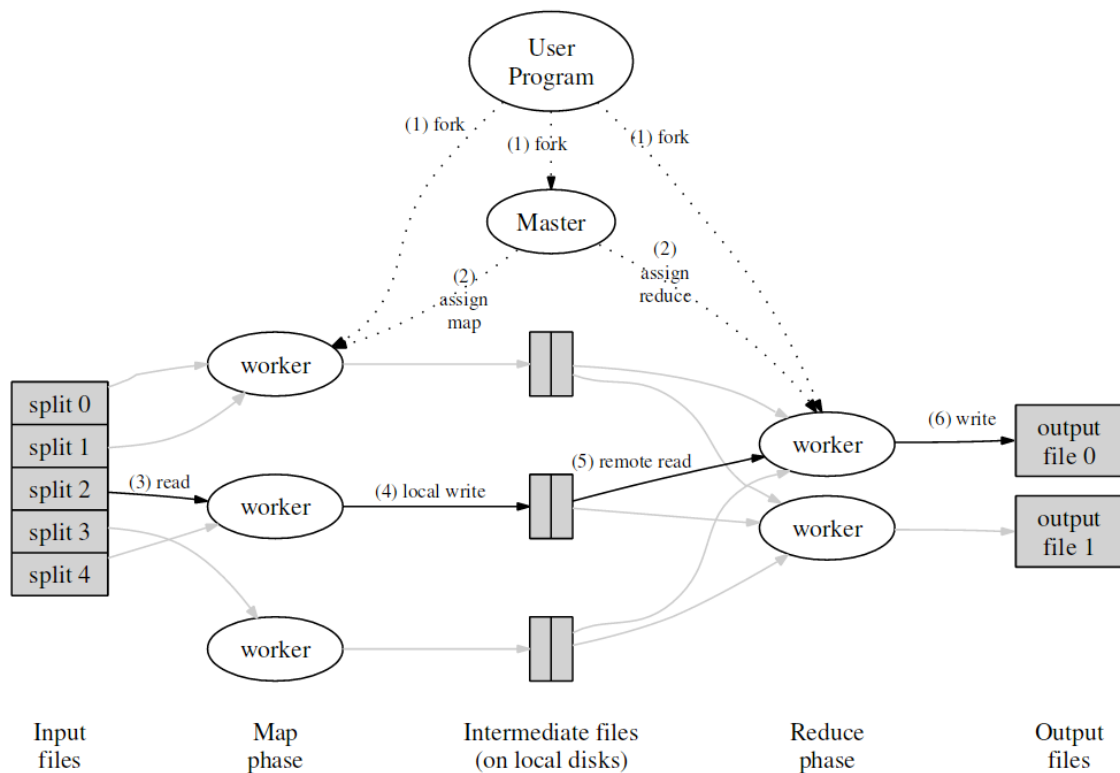 User
Program
(1) fork
(1) fork
(1) fork
Master
(2)
assign
map
(2)
assign
reduce
worker
split 0
split 1
split 2
split 3
split 4
(3) read
worker
(4) local write
worker
(5) remote read
worker
(6) write
output
file 0
worker
output
file 1
Input
files
Map
phase
Intermediate files
(on local disks)
Reduce
phase
Output
files